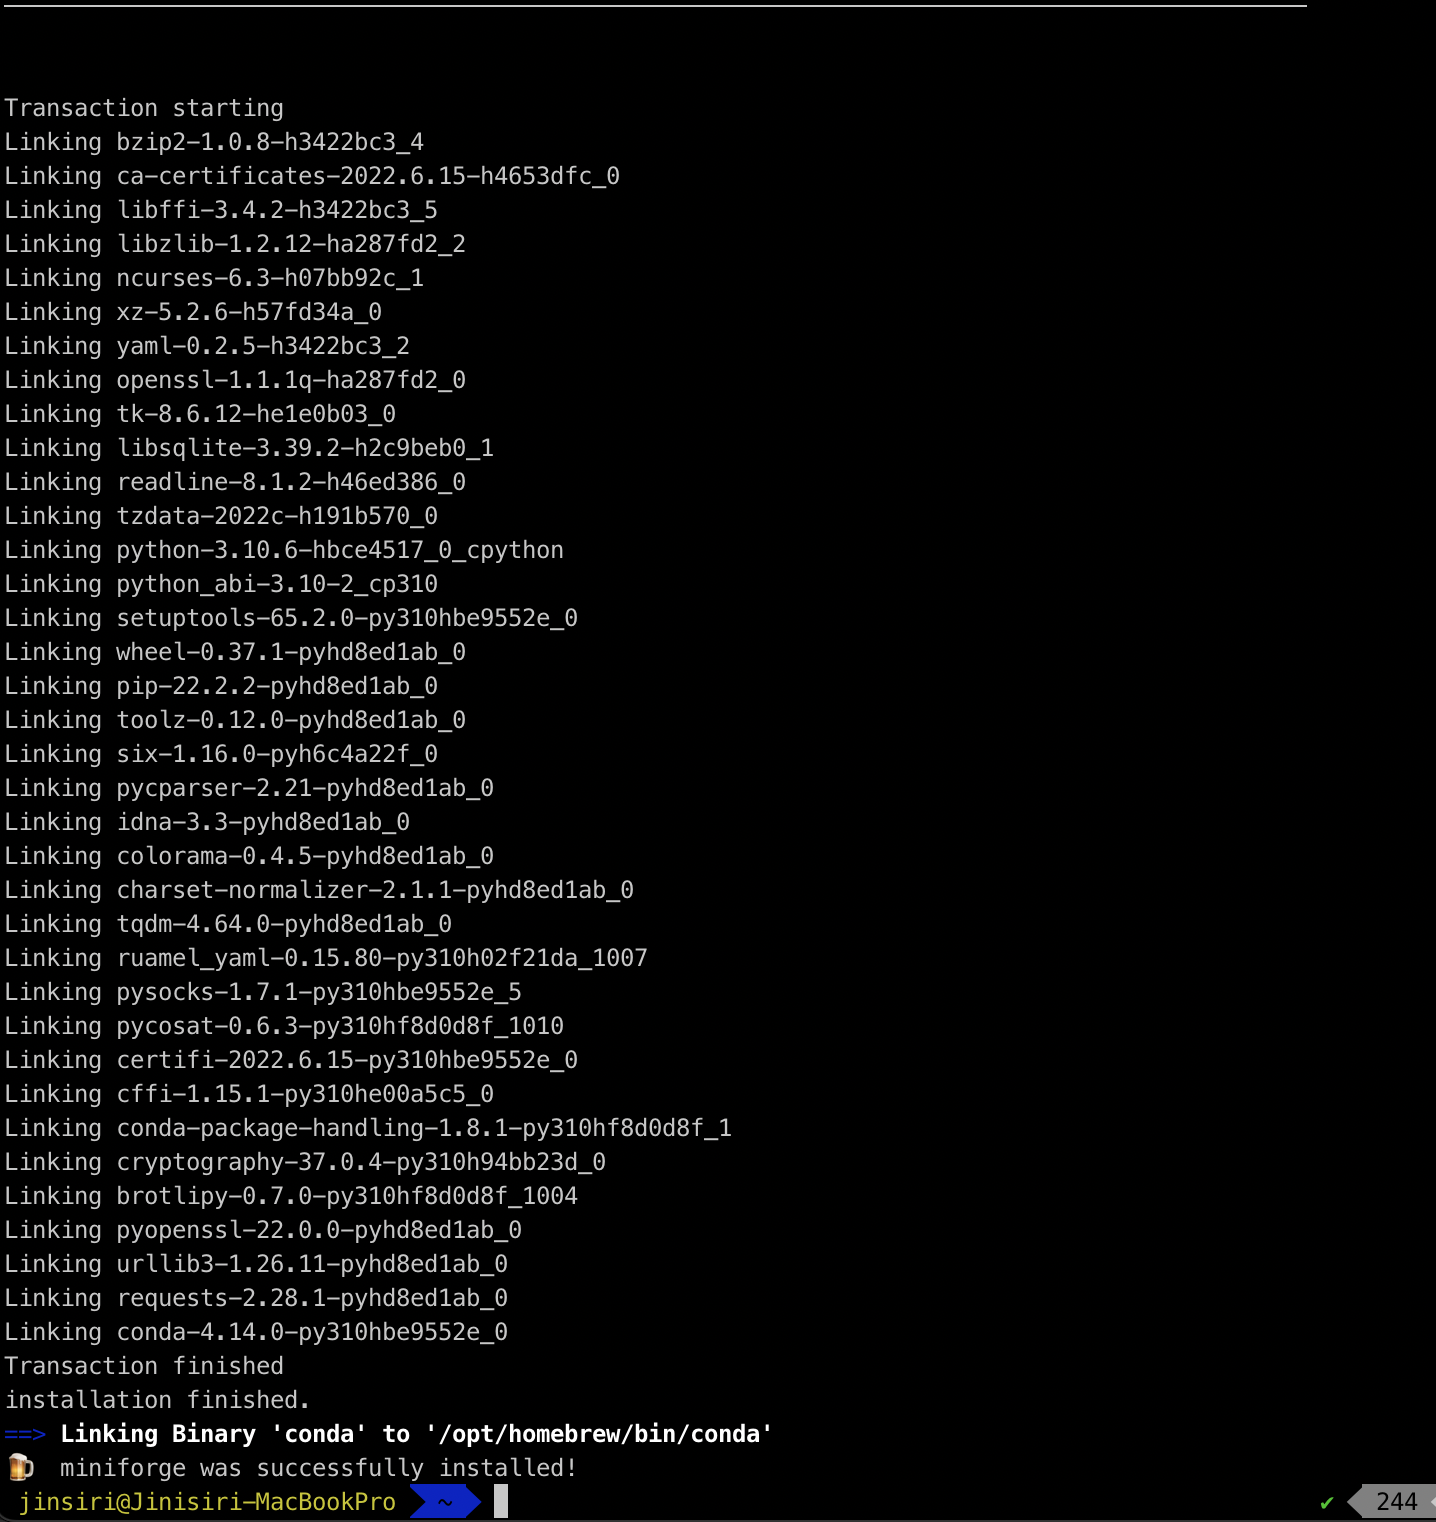 Transaction starting
Linking bzip2-1.0.8-h3422bc3_4
Linking ca-certificates-2022.6.15-h4653dfc_0
Linking libffi-3.4.2-h3422bc3_5
Linking libzlib-1.2.12-ha287fd2_2
Linking ncurses-6.3-h07bb92c_1
Linking xz-5.2.6-h57fd34a_0
Linking yaml-0.2.5-h3422bc3_2
Linking openssl-1.1.1q-ha287fd2_0
Linking tk-8.6.12-he1e0b03_0
Linking libsqlite-3.39.2-h2c9beb0_1
Linking readline-8.1.2-h46ed386_0
Linking tzdata-2022c-h191b570_0
Linking python-3.10.6-hbce4517_0_cpython
Linking python_abi-3.10-2_cp310
Linking setuptools-65.2.0-py310hbe9552e_0
Linking wheel-0.37.1-pyhd8ed1ab_0
Linking pip-22.2.2-pyhd8ed1ab_0
Linking toolz-0.12.0-pyhd8ed1ab_0
Linking six-1.16.0-pyh6c4a22f_0
Linking pycparser-2.21-pyhd8ed1ab_0
Linking idna-3.3-pyhd8ed1ab_0
Linking colorama-0.4.5-pyhd8ed1ab_0
Linking charset-normalizer-2.1.1-pyhd8ed1ab_0
Linking tqdm-4.64.0-pyhd8ed1ab_0
Linking ruamel_yaml-0.15.80-py310h02f21da_1007
Linking pysocks-1.7.1-py310hbe9552e_5
Linking pycosat-0.6.3-py310hf8d0d8f_1010
Linking certifi-2022.6.15-py310hbe9552e_0
Linking cffi-1.15.1-py310he00a5c5_0
Linking conda-package-handling-1.8.1-py310hf8d0d8f_1
Linking cryptography-37.0.4-py310h94bb23d_0
Linking brotlipy-0.7.0-py310hf8d0d8f_1004
Linking pyopenssl-22.0.0-pyhd8ed1ab_0
Linking urllib3-1.26.11-pyhd8ed1ab_0
Linking requests-2.28.1-pyhd8ed1ab_0
Linking conda-4.14.0-py310hbe9552e_0
Transaction finished
installation finished.
==> Linking Binary 'conda' to '/opt/homebrew/bin/conda'
🍺 miniforge was successfully installed!
jinsiri@Jinisiri-MacBookPro ~ ✔ 244